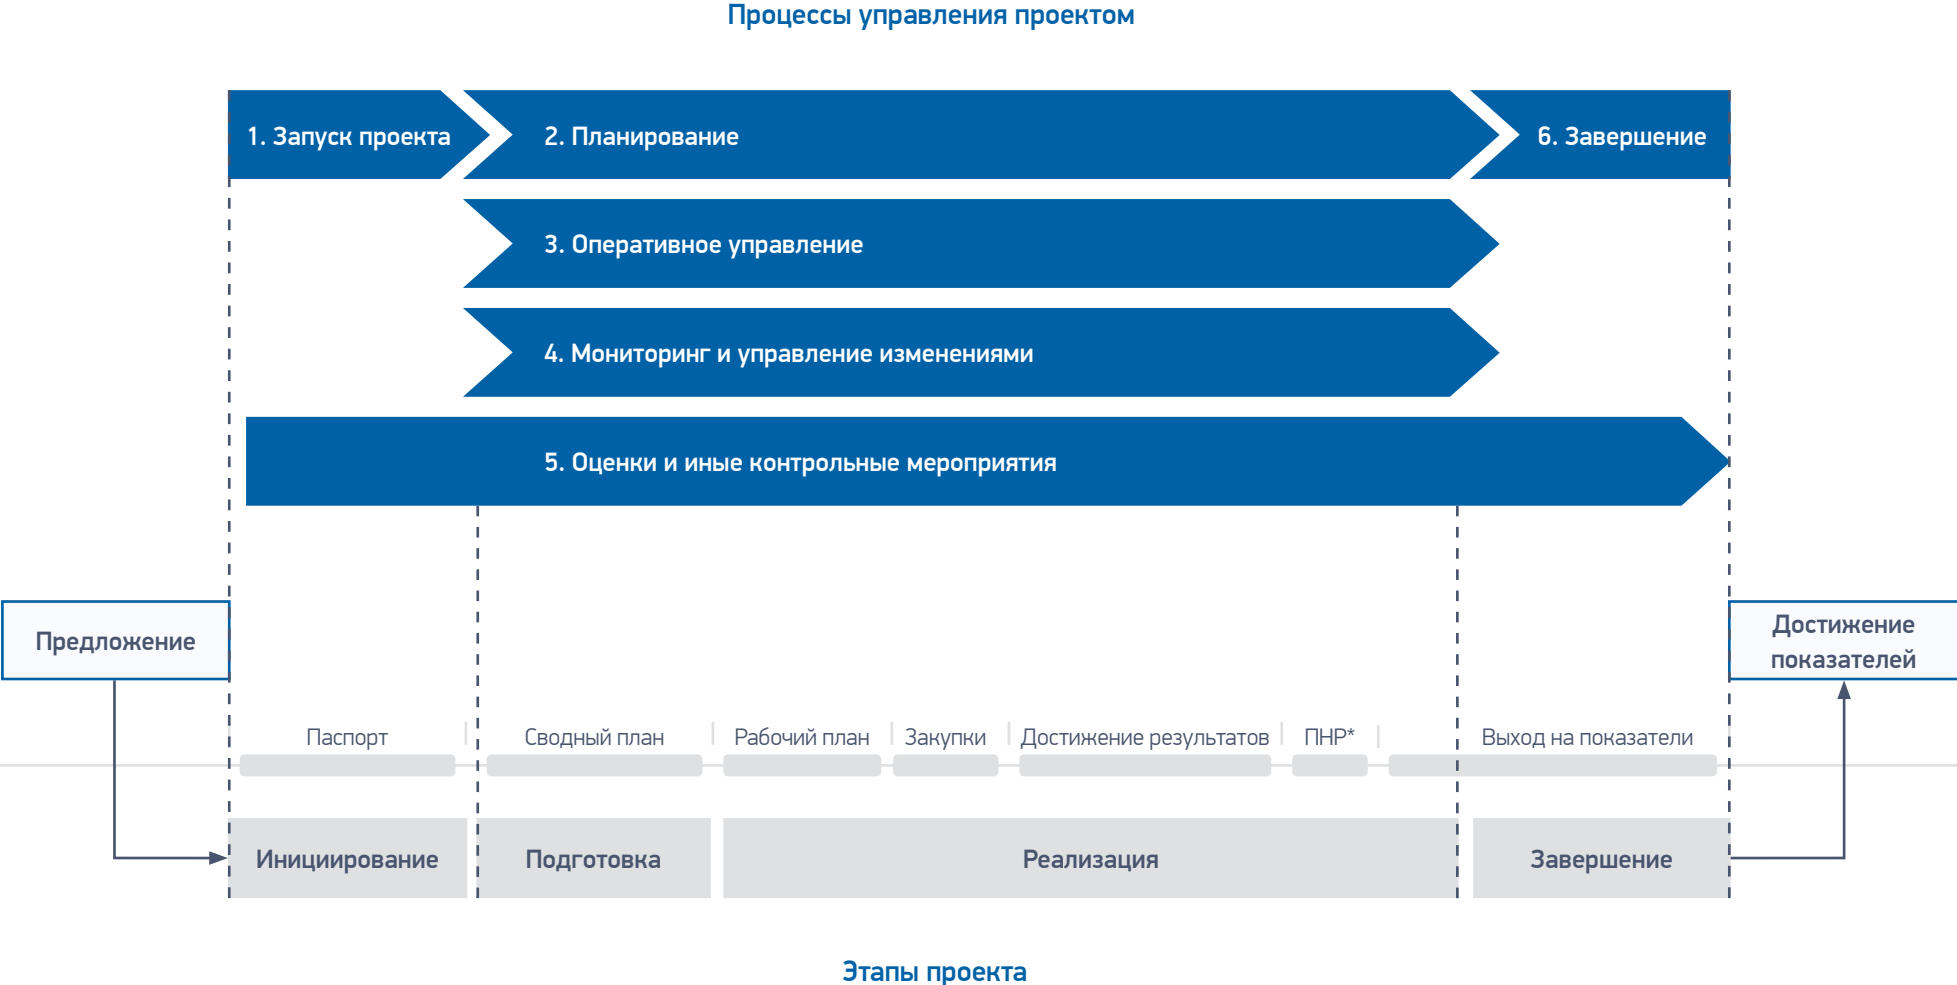 Процессы управления проектом
1. Запуск проекта
2. Планирование
6. Завершение
3. Оперативное управление
4. Мониторинг и управление изменениями
5. Оценки и иные контрольные мероприятия
Предложение
Достижение
показателей
Паспорт
Сводный план
Рабочий план
Закупки
Достижение результатов
ПНР*
Выход на показатели
Инициирование
Подготовка
Реализация
Завершение
Этапы проекта